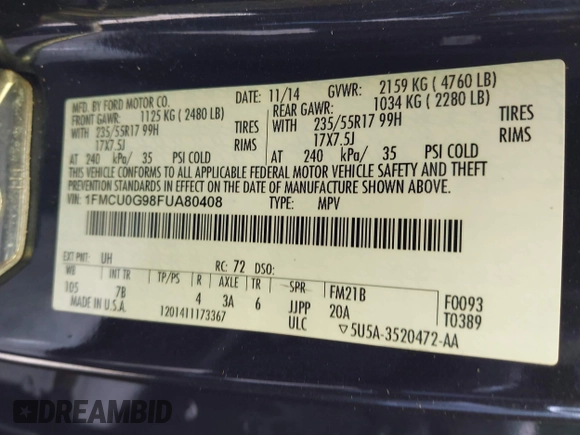 MFD. BY FORD MOTOR CO.
DATE: 11/14 GVWR: 2159 KG ( 4760 LB)
FRONT GAWR: 1125 KG ( 2480 LB)
REAR GAWR: 1034 KG ( 2280 LB)
WITH 235/55R17 99H TIRES
WITH 235/55R17 99H TIRES
17X7.5J RIMS
17X7.5J RIMS
AT 240 kPa/ 35 PSI COLD
AT 240 kPa/ 35 PSI COLD
THIS VEHICLE CONFORMS TO ALL APPLICABLE FEDERAL MOTOR VEHICLE SAFETY AND THEFT
PREVENTION STANDARDS IN EFFECT ON THE DATE OF MANUFACTURE SHOWN ABOVE.
VIN: 1FMCU0G98FUA80408 TYPE: MPV
EXT PNT: UH RC: 72 DSO:
WB INT TR TP/PS R AXLE TR SPR FM21B F0093
105 7B 4 3A 6 JJPP 20A T0389
MADE IN U.S.A. 1201411173367 ULC ▽5U5A-3520472-AA
DREAMBID